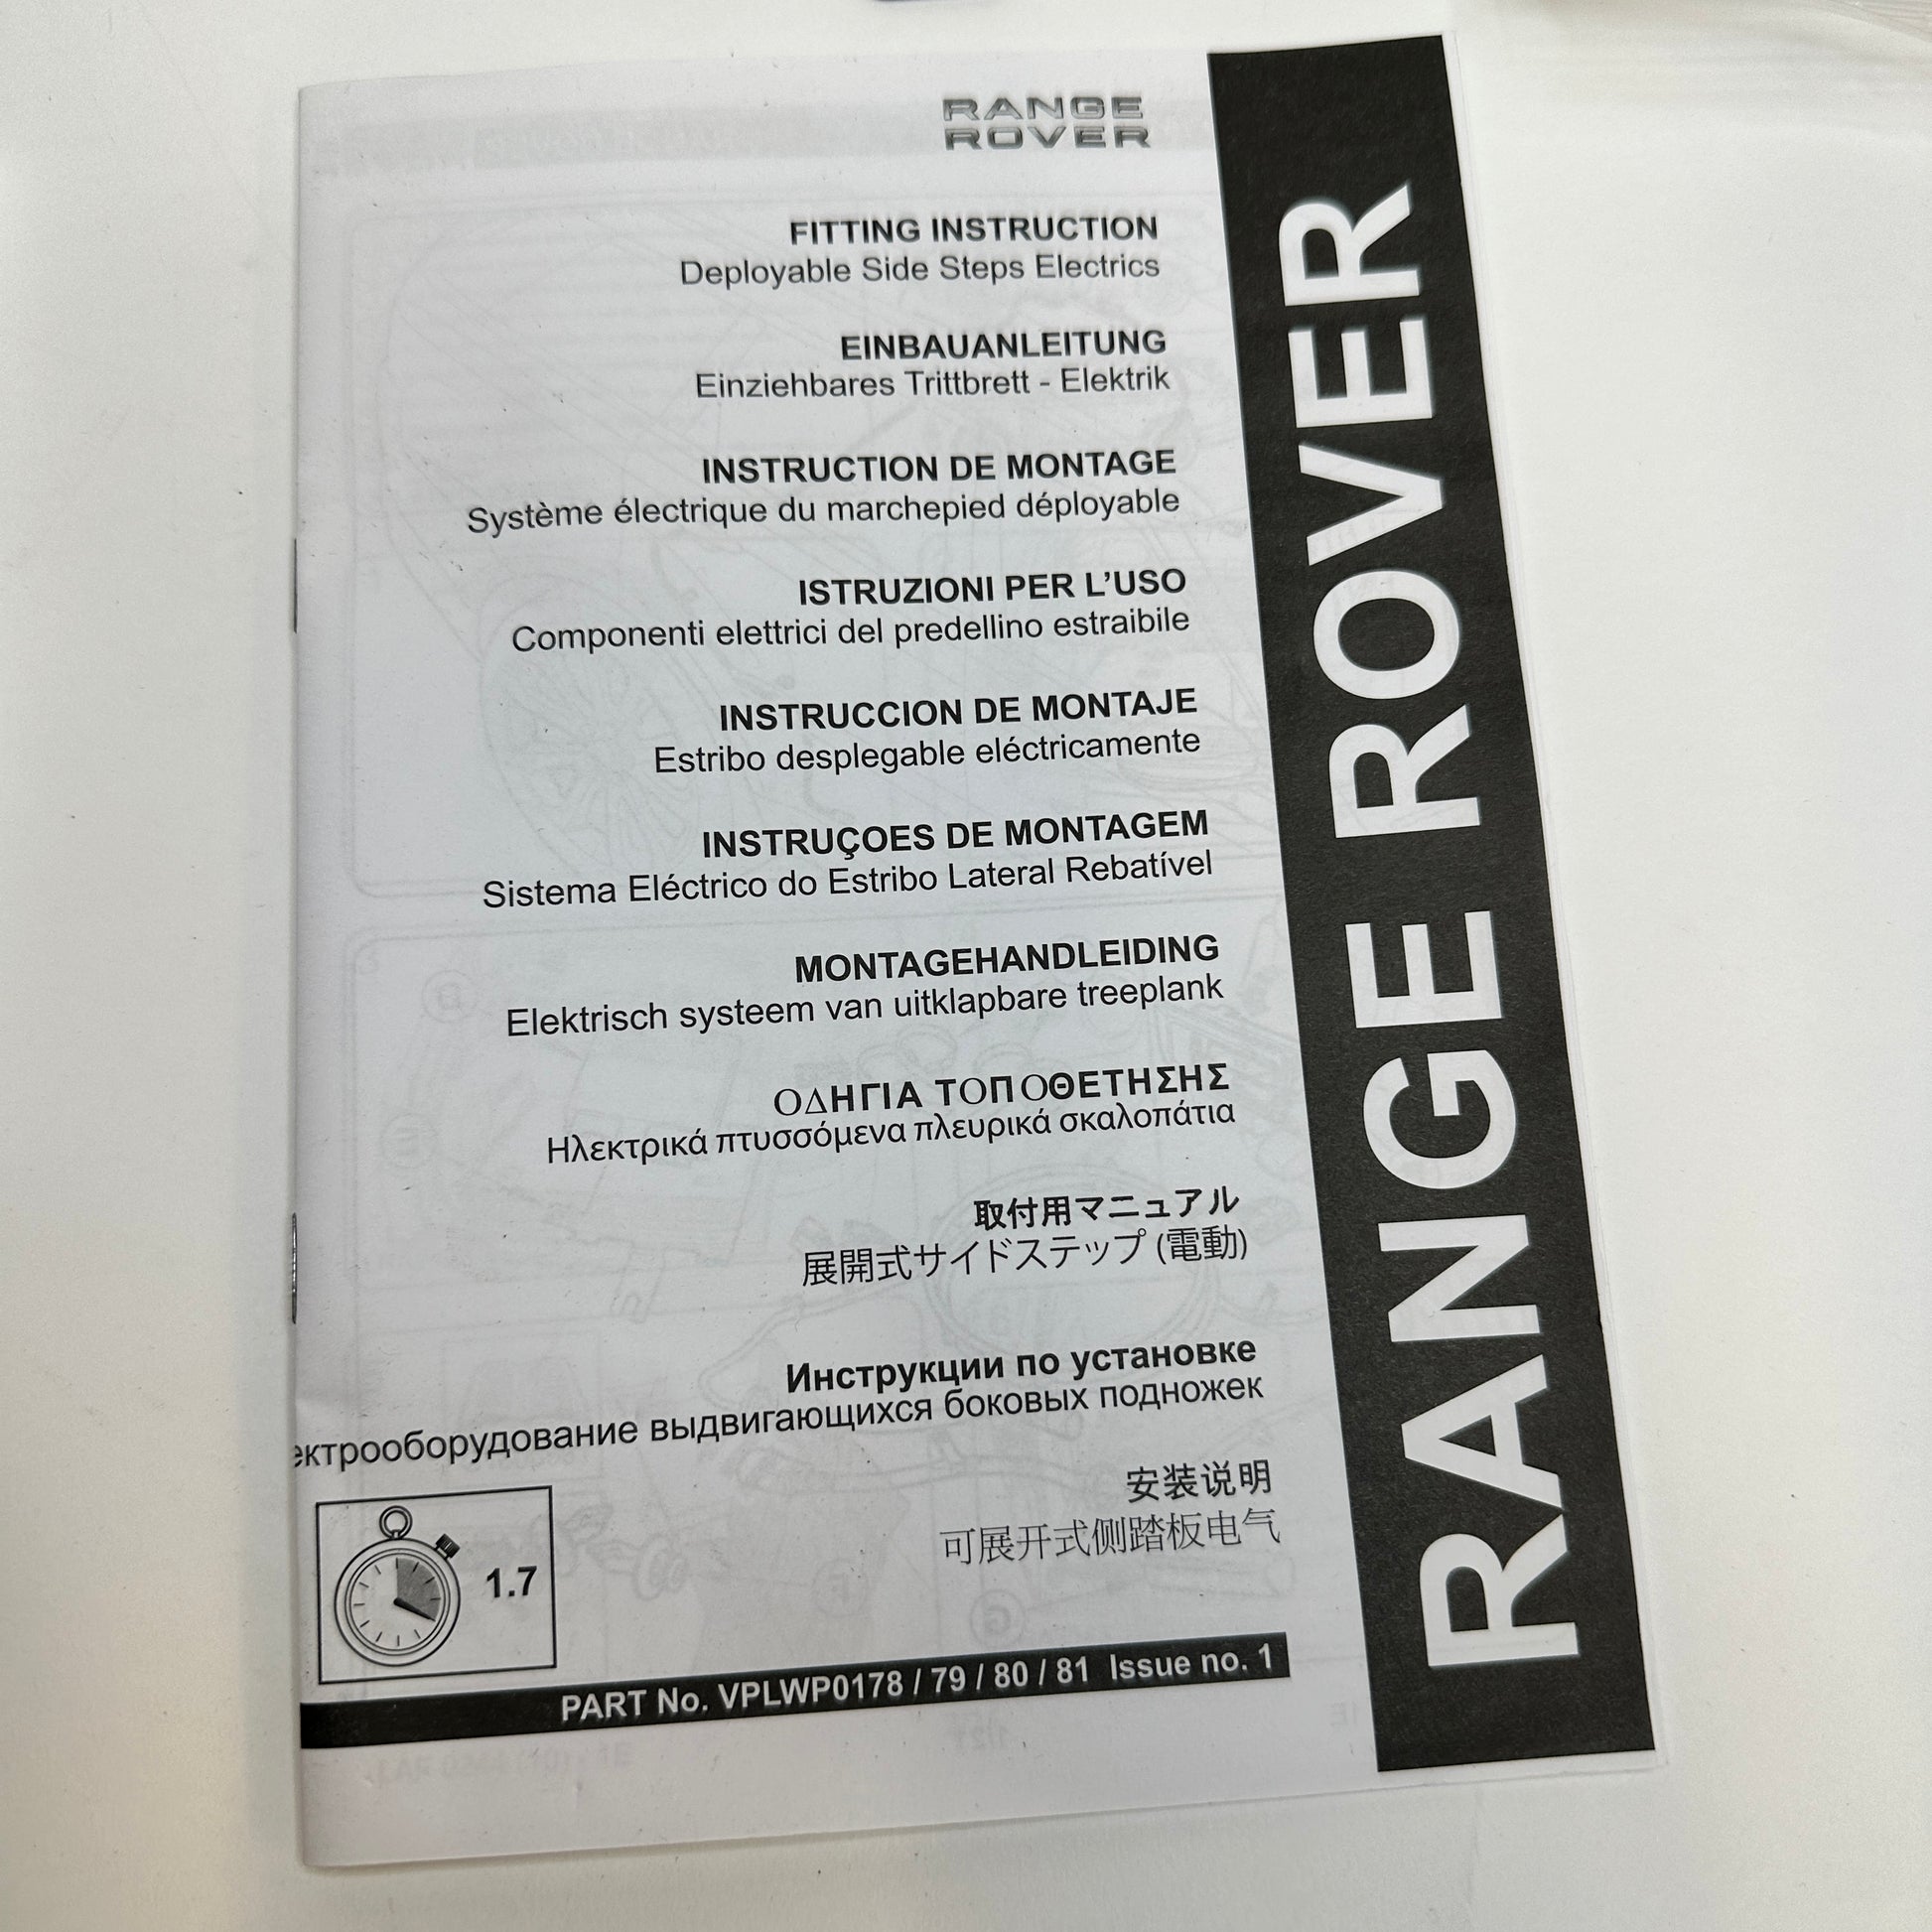 RANGE
ROVER
FITTING INSTRUCTION
Deployable Side Steps Electrics
EINBAUANLEITUNG
Einziehbares Trittbrett - Elektrik
INSTRUCTION DE MONTAGE
Système électrique du marchepied déployable
ISTRUZIONI PER L'USO
Componenti elettrici del predellino estraibile
INSTRUCCION DE MONTAJE
Estribo desplegable eléctricamente
INSTRUÇOES DE MONTAGEM
Sistema Eléctrico do Estribo Lateral Rebatível
MONTAGEHANDLEIDING
Elektrisch systeem van uitklapbare treeplank
ΟΔΗΓΙΑ ΤΟΠΟΘΕΤΗΣΗΣ
Ηλεκτρικά πτυσσόμενα πλευρικά σκαλοπάτια
取付用マニュアル
展開式サイドステップ (電動)
Инструкции по установке
ектрооборудование выдвигающихся боковых подножек
安装说明
可展开式侧踏板电气
1.7
PART No. VPLWP0178 / 79 / 80 / 81 Issue no. 1
RANGE ROVER